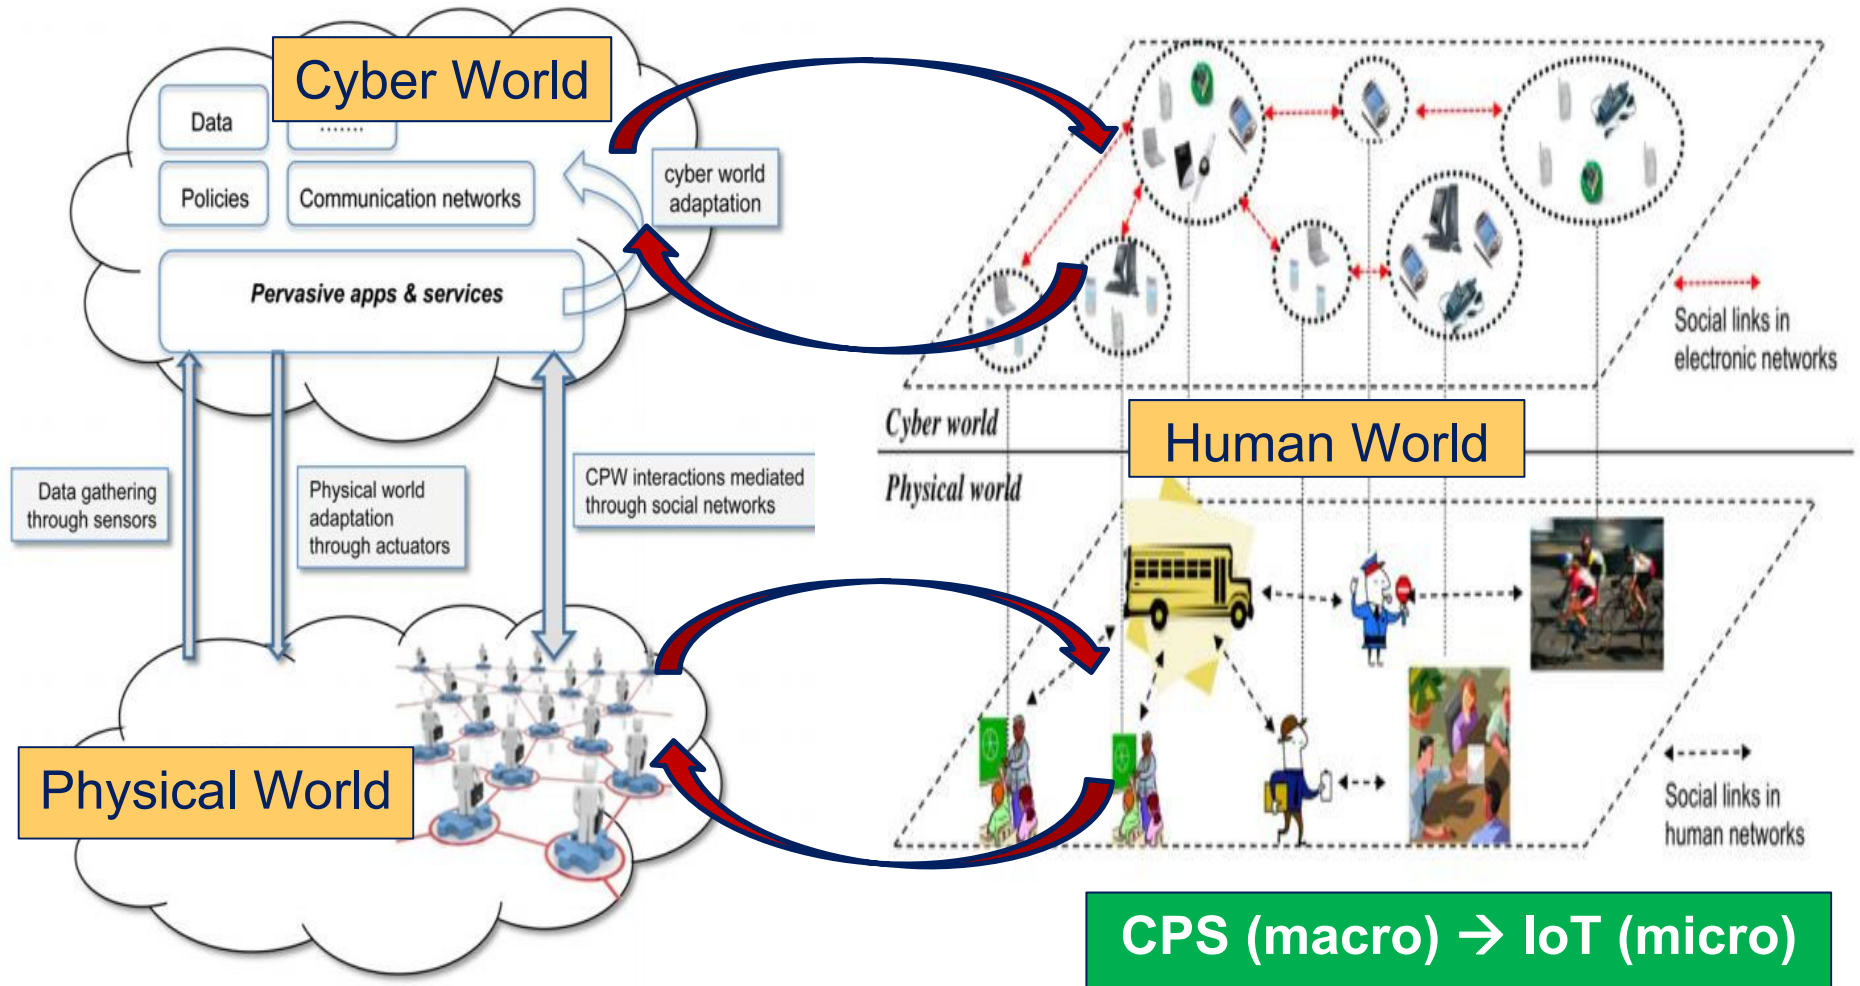 Cyber World
Data
.......
Policies
Communication networks
cyber world
adaptation
Pervasive apps & services
Data gathering
through sensors
Physical world
adaptation
through actuators
CPW interactions mediated
through social networks
Physical World
Social links in
electronic networks
Cyber world
Human World
Physical world
Social links in
human networks
CPS (macro) → IoT (micro)